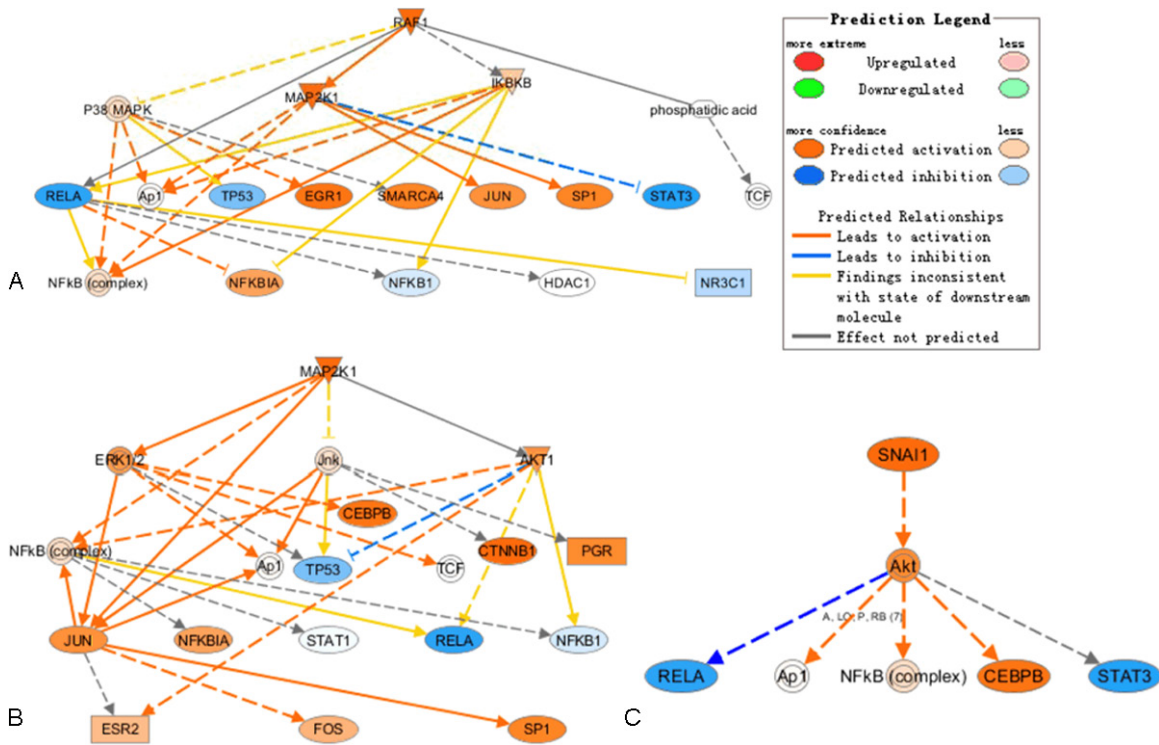 A
RAF1
P38 MAPK
MAP2K1
IKBKB
phosphatidic acid
RELA
Ap1
TP53
EGR1
SMARCA4
JUN
SP1
STAT3
TCF
NFkB (complex)
NFKBIA
NFKB1
HDAC1
NR3C1
Prediction Legend
more extreme less
Upregulated
Downregulated
more confidence less
Predicted activation
Predicted inhibition
Predicted Relationships
Leads to activation
Leads to inhibition
Findings inconsistent
with state of downstream
molecule
Effect not predicted
B
MAP2K1
ERK1/2
Jnk
AKT1
CEBPB
NFkB (complex)
Ap1
TP53
TCF
CTNNB1
PGR
JUN
NFKBIA
STAT1
RELA
NFKB1
ESR2
FOS
SP1
C
SNAI1
Akt
A, LO, P, RB (7)
RELA
Ap1
NFkB (complex)
CEBPB
STAT3